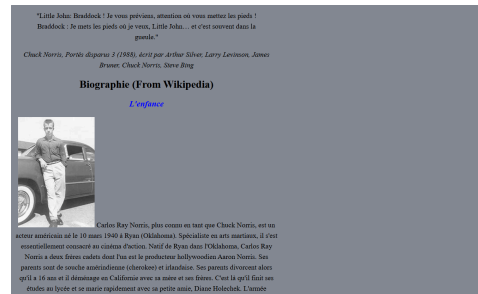 "Little John: Braddock ! Je vous préviens, attention où vous mettez les pieds !
Braddock : Je mets les pieds où je veux, Little John… et c'est souvent dans la
gueule."
Chuck Norris, Portés disparus 3 (1988), écrit par Arthur Silver, Larry Levinson, James
Bruner, Chuck Norris, Steve Bing
Biographie (From Wikipedia)
L'enfance
Carlos Ray Norris, plus connu en tant que Chuck Norris, est un
acteur américain né le 10 mars 1940 à Ryan (Oklahoma). Spécialiste en arts martiaux, il s'est
essentiellement consacré au cinéma d'action. Natif de Ryan dans l'Oklahoma, Carlos Ray
Norris a deux frères cadets dont l'un est le producteur hollywoodien Aaron Norris. Ses
parents sont de souche amérindienne (cherokee) et irlandaise. Ses parents divorcent alors
qu'il a 16 ans et il déménage en Californie avec sa mère et ses frères. C'est là qu'il finit ses
études au lycée et se marie rapidement avec sa petite amie, Diane Holechek. L'année